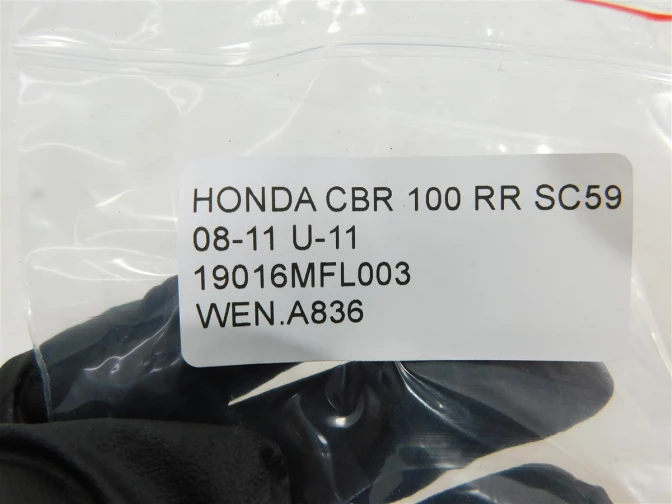 HONDA CBR 100 RR SC59
08-11 U-11
19016MFL003
WEN.A836